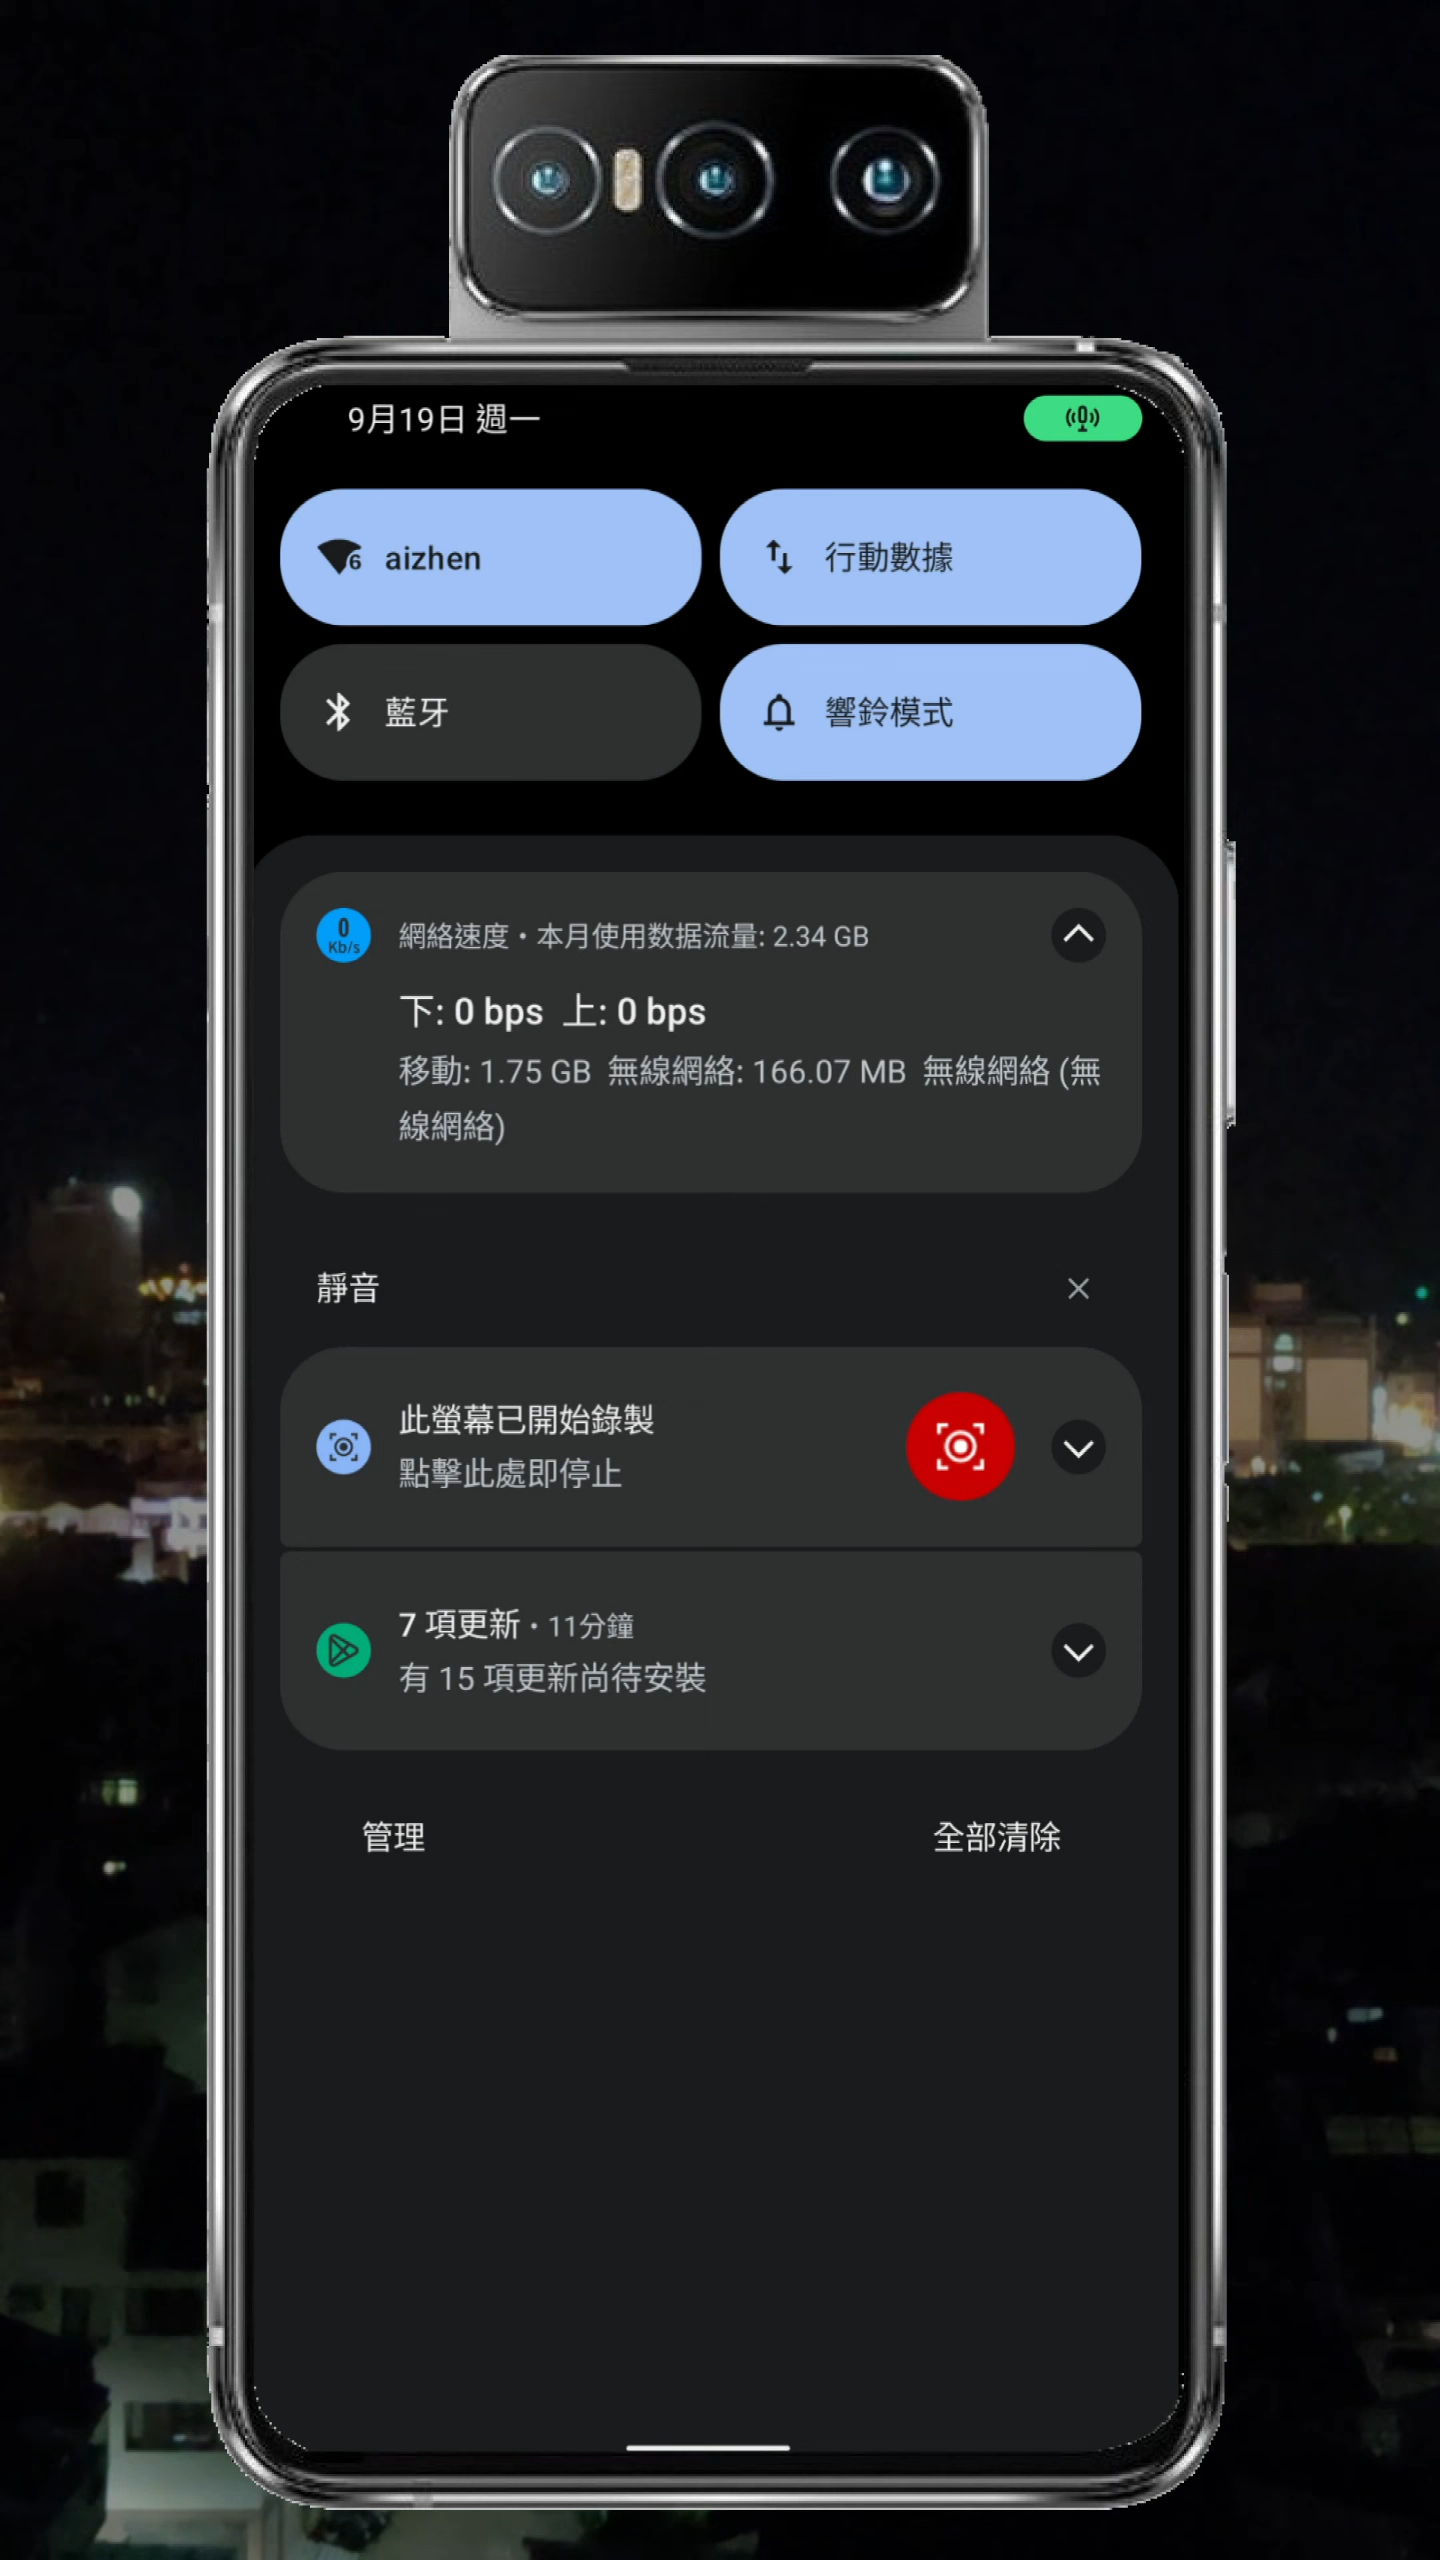 9月19日 週一
6 aizhen
行動數據
藍牙
響鈴模式
0
Kb/s
網絡速度・本月使用数据流量: 2.34 GB
下: 0 bps 上: 0 bps
移動: 1.75 GB 無線網絡: 166.07 MB 無線網絡 (無
線網絡)
靜音
此螢幕已開始錄製
點擊此處即停止
7 項更新・11分鐘
有 15 項更新尚待安裝
管理
全部清除